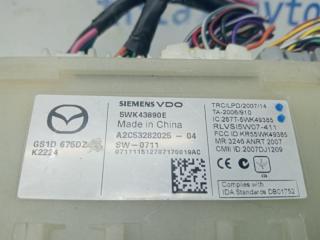 SIEMENS VDO
5WK43890E
Made in China
A2C53282025 - 04
SW-0711
GS1D 675DZ
K2224
TRC/LPD/2007/14
TA-2006/910
IC:267T-5WK49385
RLVSI5W07-411
FCC ID KR55WK49385
MR 3246 ANRT 2007
CMII ID:2007DJ1209
Complies with
IDA Standards DB01752